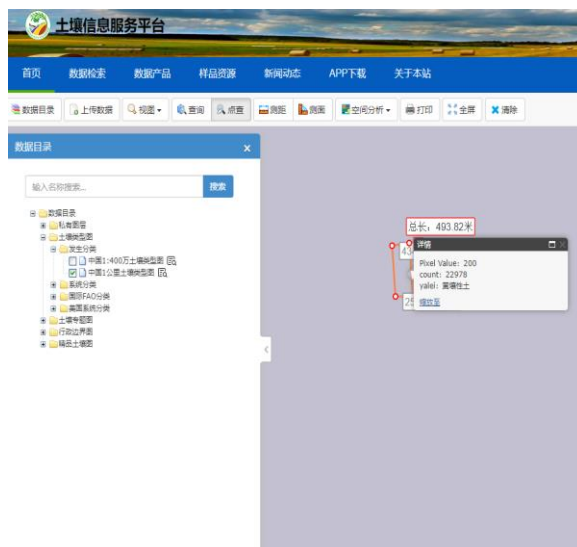 土壤信息服务平台
首页 数据检索 数据产品 样品资源 新闻动态 APP下载 关于本站
数据目录 上传数据 视图 查询 点查 测距 测面 空间分析 打印 全屏 清除
数据目录 x
输入名称搜索... 搜索
数据目录
私有图层
土壤类型图
发生分类
中国1:400万土壤类型图
中国1公里土壤类型图
系统分类
国际FAO分类
美国系统分类
土壤专题图
行政边界图
精品土壤图
总长: 493.82米
详情
Pixel Value: 200
count: 22978
yalei: 黑垆土
缩放至
25